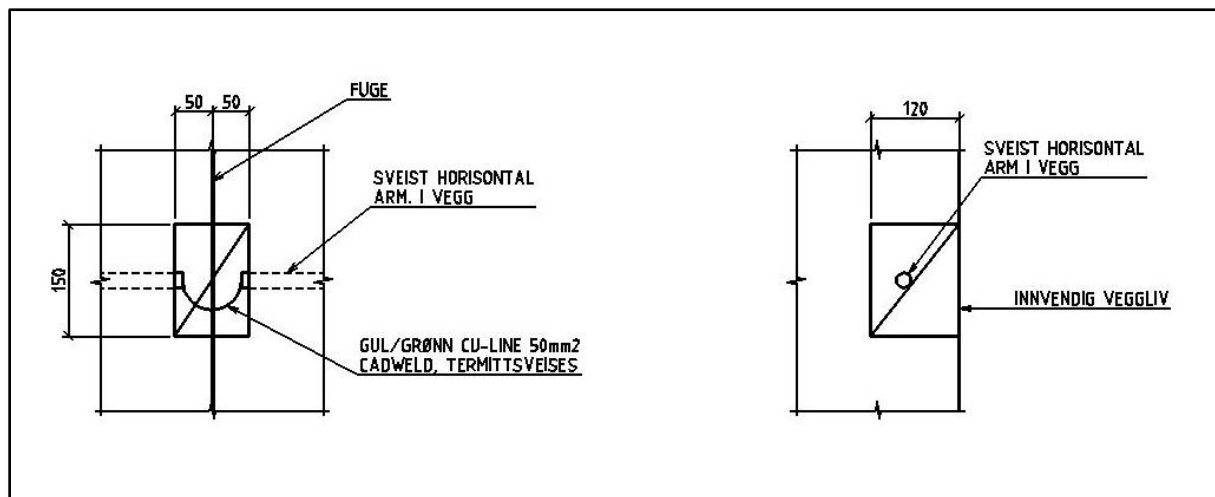 50 50
FUGE
SVEIST HORISONTAL
ARM. I VEGG
150
GUL/GRØNN CU-LINE 50mm2
CADWELD, TERMITTSVEISES
120
SVEIST HORISONTAL
ARM I VEGG
INNVENDIG VEGGLIV